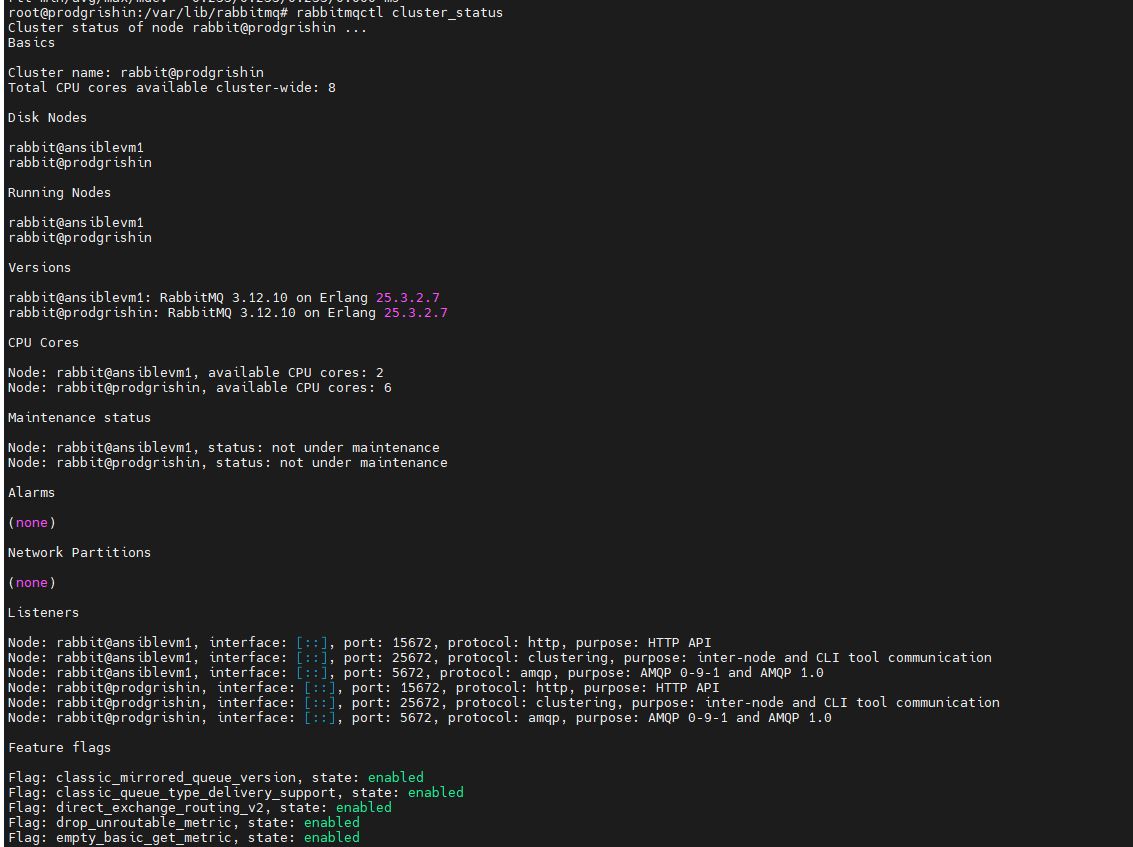 root@prodgrishin:/var/lib/rabbitmq# rabbitmqctl cluster_status
Cluster status of node rabbit@prodgrishin ...
Basics
Cluster name: rabbit@prodgrishin
Total CPU cores available cluster-wide: 8
Disk Nodes
rabbit@ansiblevm1
rabbit@prodgrishin
Running Nodes
rabbit@ansiblevm1
rabbit@prodgrishin
Versions
rabbit@ansiblevm1: RabbitMQ 3.12.10 on Erlang 25.3.2.7
rabbit@prodgrishin: RabbitMQ 3.12.10 on Erlang 25.3.2.7
CPU Cores
Node: rabbit@ansiblevm1, available CPU cores: 2
Node: rabbit@prodgrishin, available CPU cores: 6
Maintenance status
Node: rabbit@ansiblevm1, status: not under maintenance
Node: rabbit@prodgrishin, status: not under maintenance
Alarms
(none)
Network Partitions
(none)
Listeners
Node: rabbit@ansiblevm1, interface: [::], port: 15672, protocol: http, purpose: HTTP API
Node: rabbit@ansiblevm1, interface: [::], port: 25672, protocol: clustering, purpose: inter-node and CLI tool communication
Node: rabbit@ansiblevm1, interface: [::], port: 5672, protocol: amqp, purpose: AMQP 0-9-1 and AMQP 1.0
Node: rabbit@prodgrishin, interface: [::], port: 15672, protocol: http, purpose: HTTP API
Node: rabbit@prodgrishin, interface: [::], port: 25672, protocol: clustering, purpose: inter-node and CLI tool communication
Node: rabbit@prodgrishin, interface: [::], port: 5672, protocol: amqp, purpose: AMQP 0-9-1 and AMQP 1.0
Feature flags
Flag: classic_mirrored_queue_version, state: enabled
Flag: classic_queue_type_delivery_support, state: enabled
Flag: direct_exchange_routing_v2, state: enabled
Flag: drop_unroutable_metric, state: enabled
Flag: empty_basic_get_metric, state: enabled